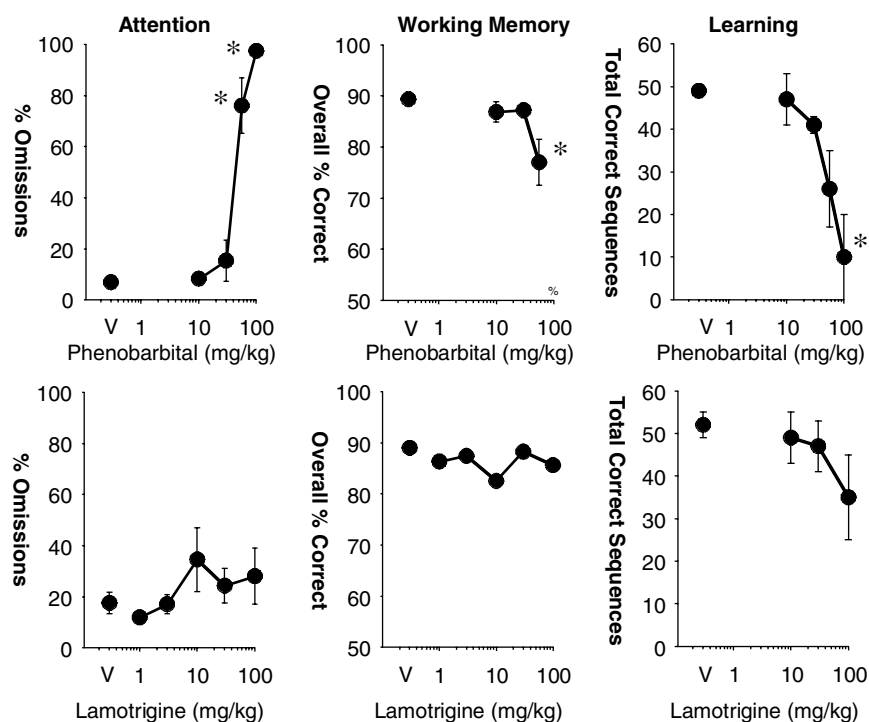 Attention
Working Memory
Learning
% Omissions
100
80
60
40
20
0
*
*
V 1 10 100
Phenobarbital (mg/kg)
Overall % Correct
100
90
80
70
60
50
*
%
V 1 10 100
Phenobarbital (mg/kg)
Total Correct Sequences
60
50
40
30
20
10
0
*
V 1 10 100
Phenobarbital (mg/kg)
% Omissions
100
80
60
40
20
0
V 1 10 100
Lamotrigine (mg/kg)
Overall % Correct
100
90
80
70
60
50
V 1 10 100
Lamotrigine (mg/kg)
Total Correct Sequences
60
50
40
30
20
10
0
V 1 10 100
Lamotrigine (mg/kg)